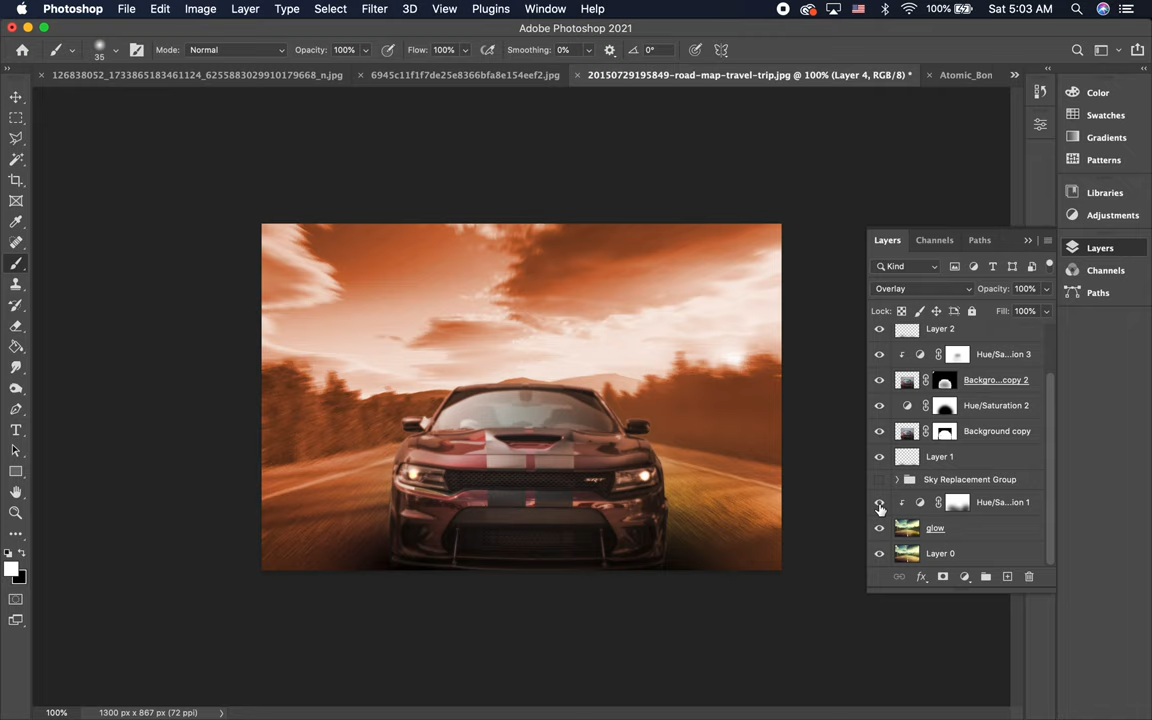 Photoshop File Edit Image Layer Type Select Filter 3D View Plugins Window Help 100% Sat 5:03 AM
Adobe Photoshop 2021
35 Mode: Normal Opacity: 100% Flow: 100% Smoothing: 0% 0°
126838052_1733865183461124_6255883029910179668_n.jpg 6945c11f1f7de25e8366bfa8e154eef2.jpg 20150729195849-road-map-travel-trip.jpg @ 100% (Layer 4, RGB/8) * Atomic_Bon
Color
Swatches
Gradients
Patterns
Libraries
Adjustments
Layers
Channels
Paths
Layers Channels Paths
Kind
Overlay Opacity: 100%
Lock: Fill: 100%
Layer 2
Hue/Sa...ion 3
Backgro...copy 2
Hue/Saturation 2
Background copy
Layer 1
Sky Replacement Group
Hue/Sa...ion 1
glow
Layer 0
fx
SRT
100% 1300 px x 867 px (72 ppi)